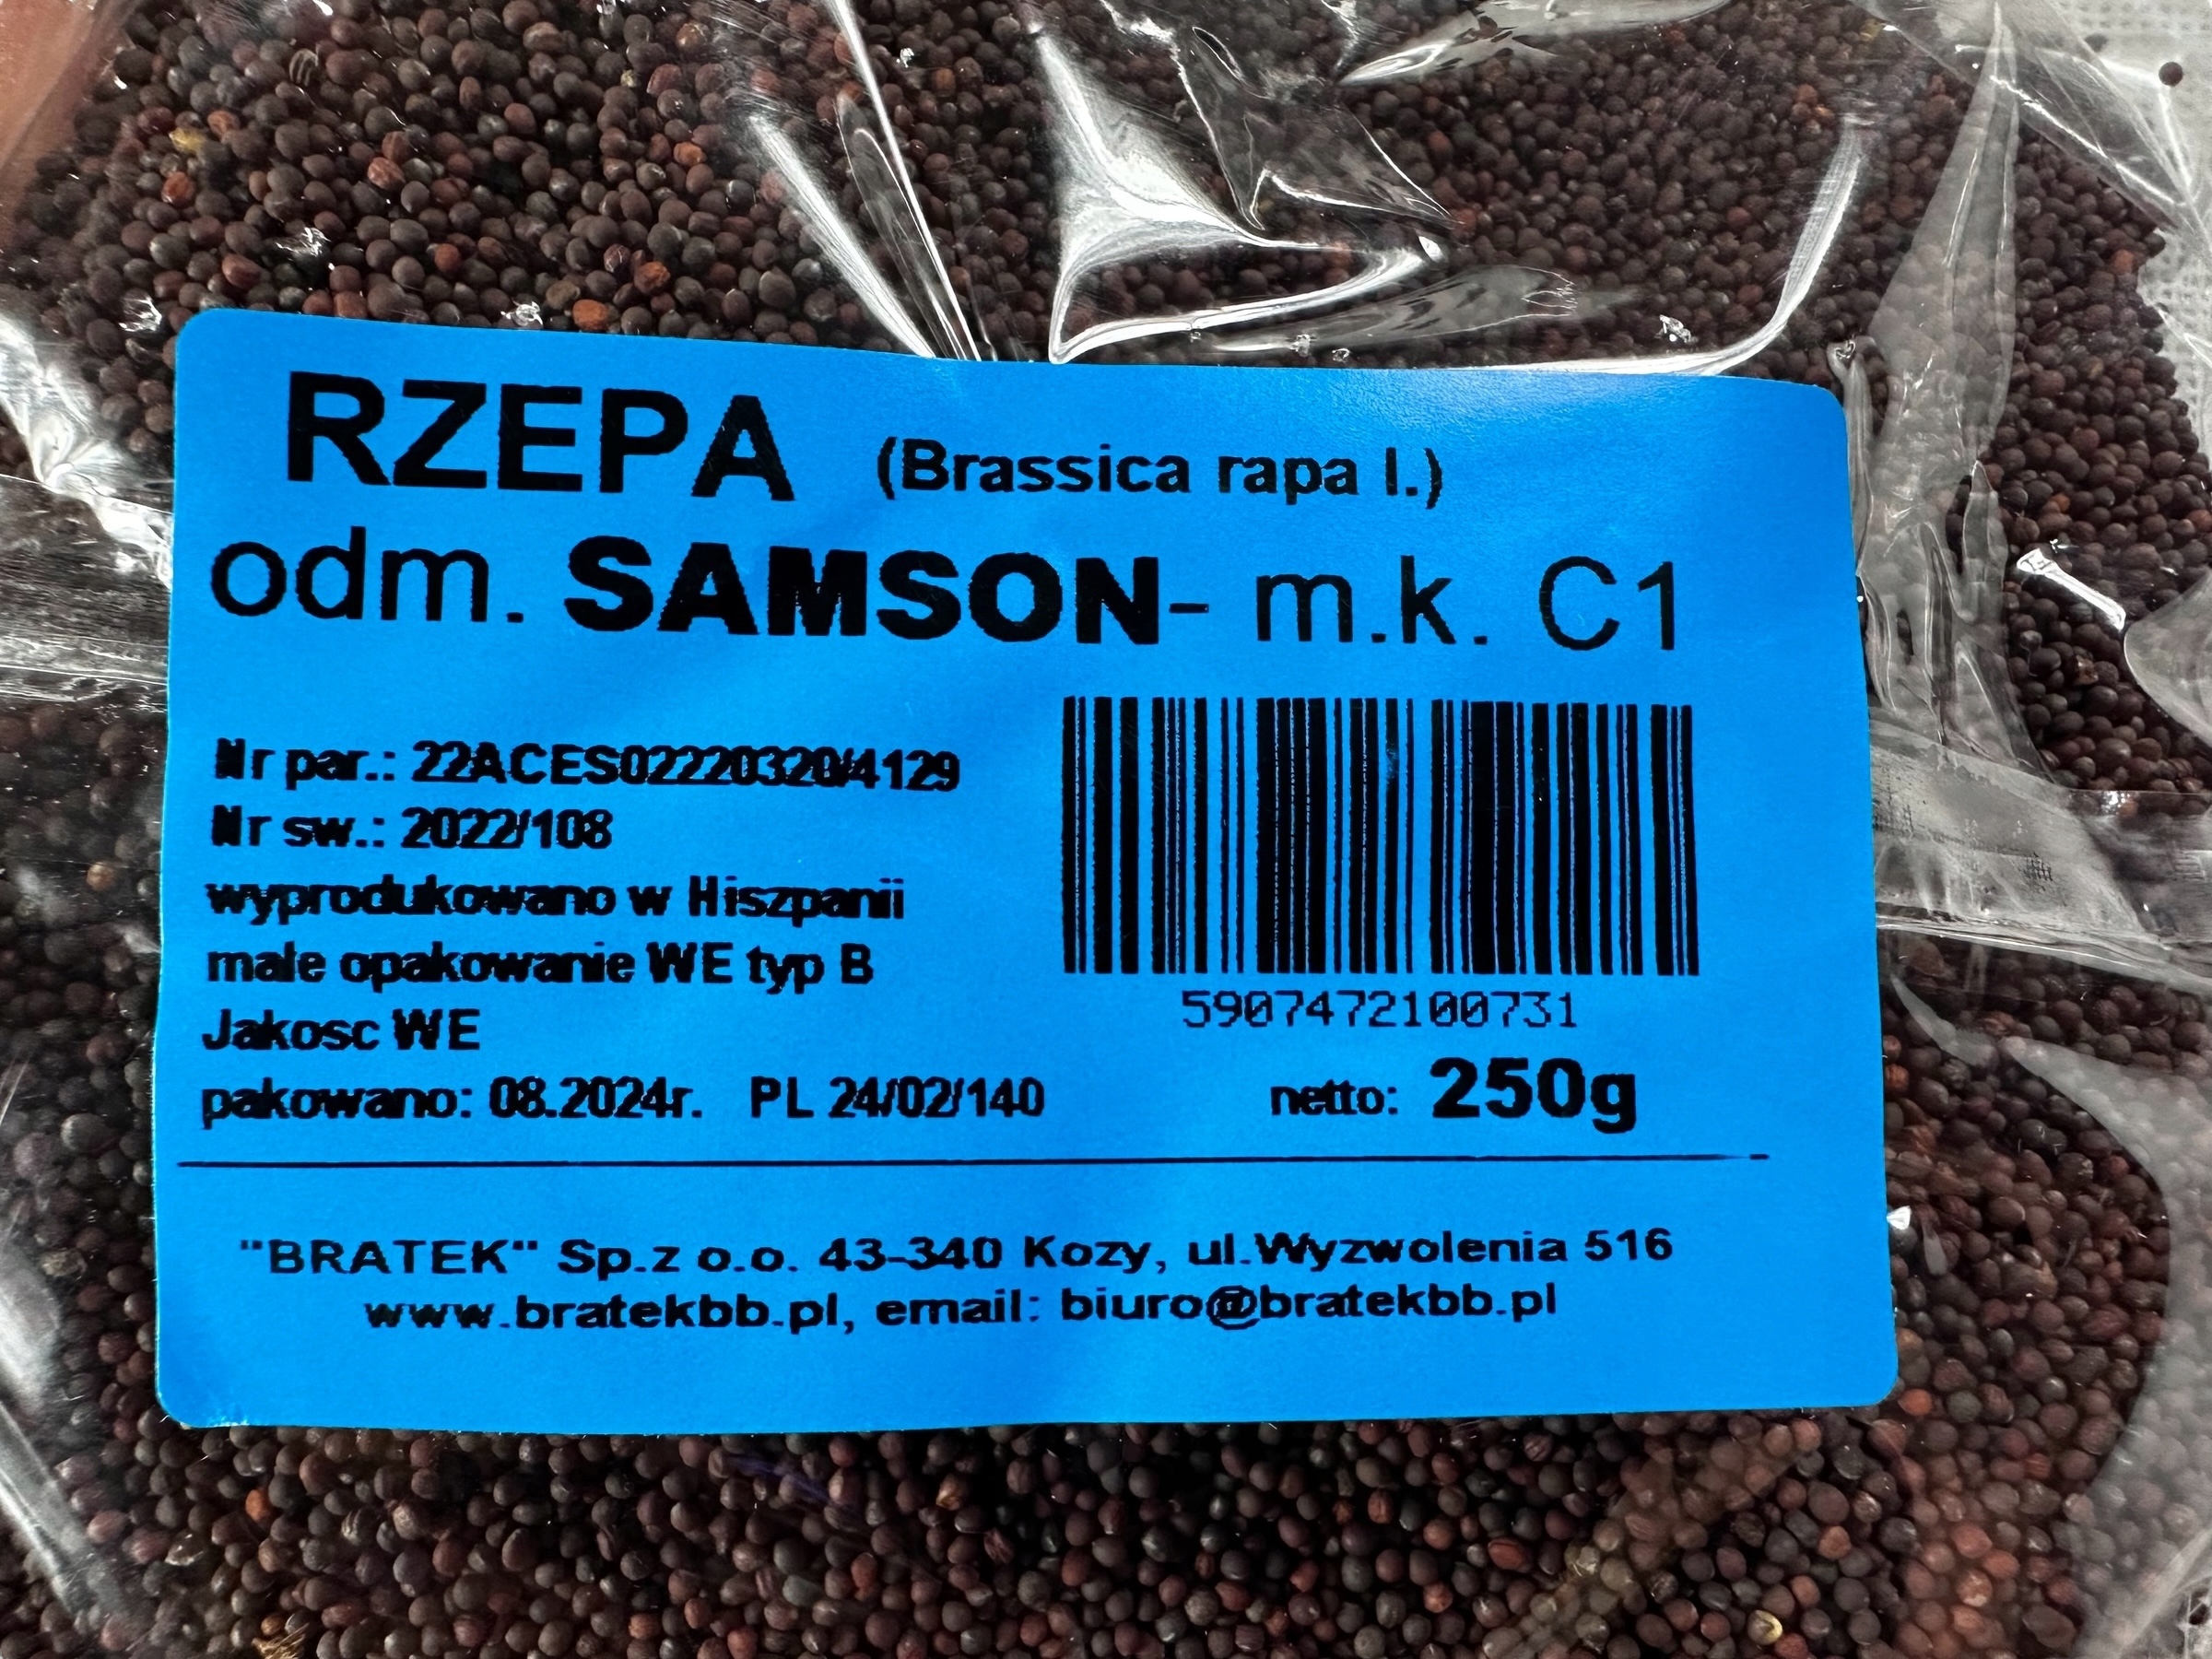 RZEPA (Brassica rapa l.)
odm. SAMSON- m.k. C1
Nr par.: 22ACES02220320/4129
Nr sw.: 2022/108
wyprodukowano w Hiszpanii
male opakowanie WE typ B
Jakosc WE
pakowano: 08.2024r. PL 24/02/140
5907472100731
netto: 250g
"BRATEK" Sp.z o.o. 43-340 Kozy, ul.Wyzwolenia 516
www.bratekbb.pl, email: biuro@bratekbb.pl